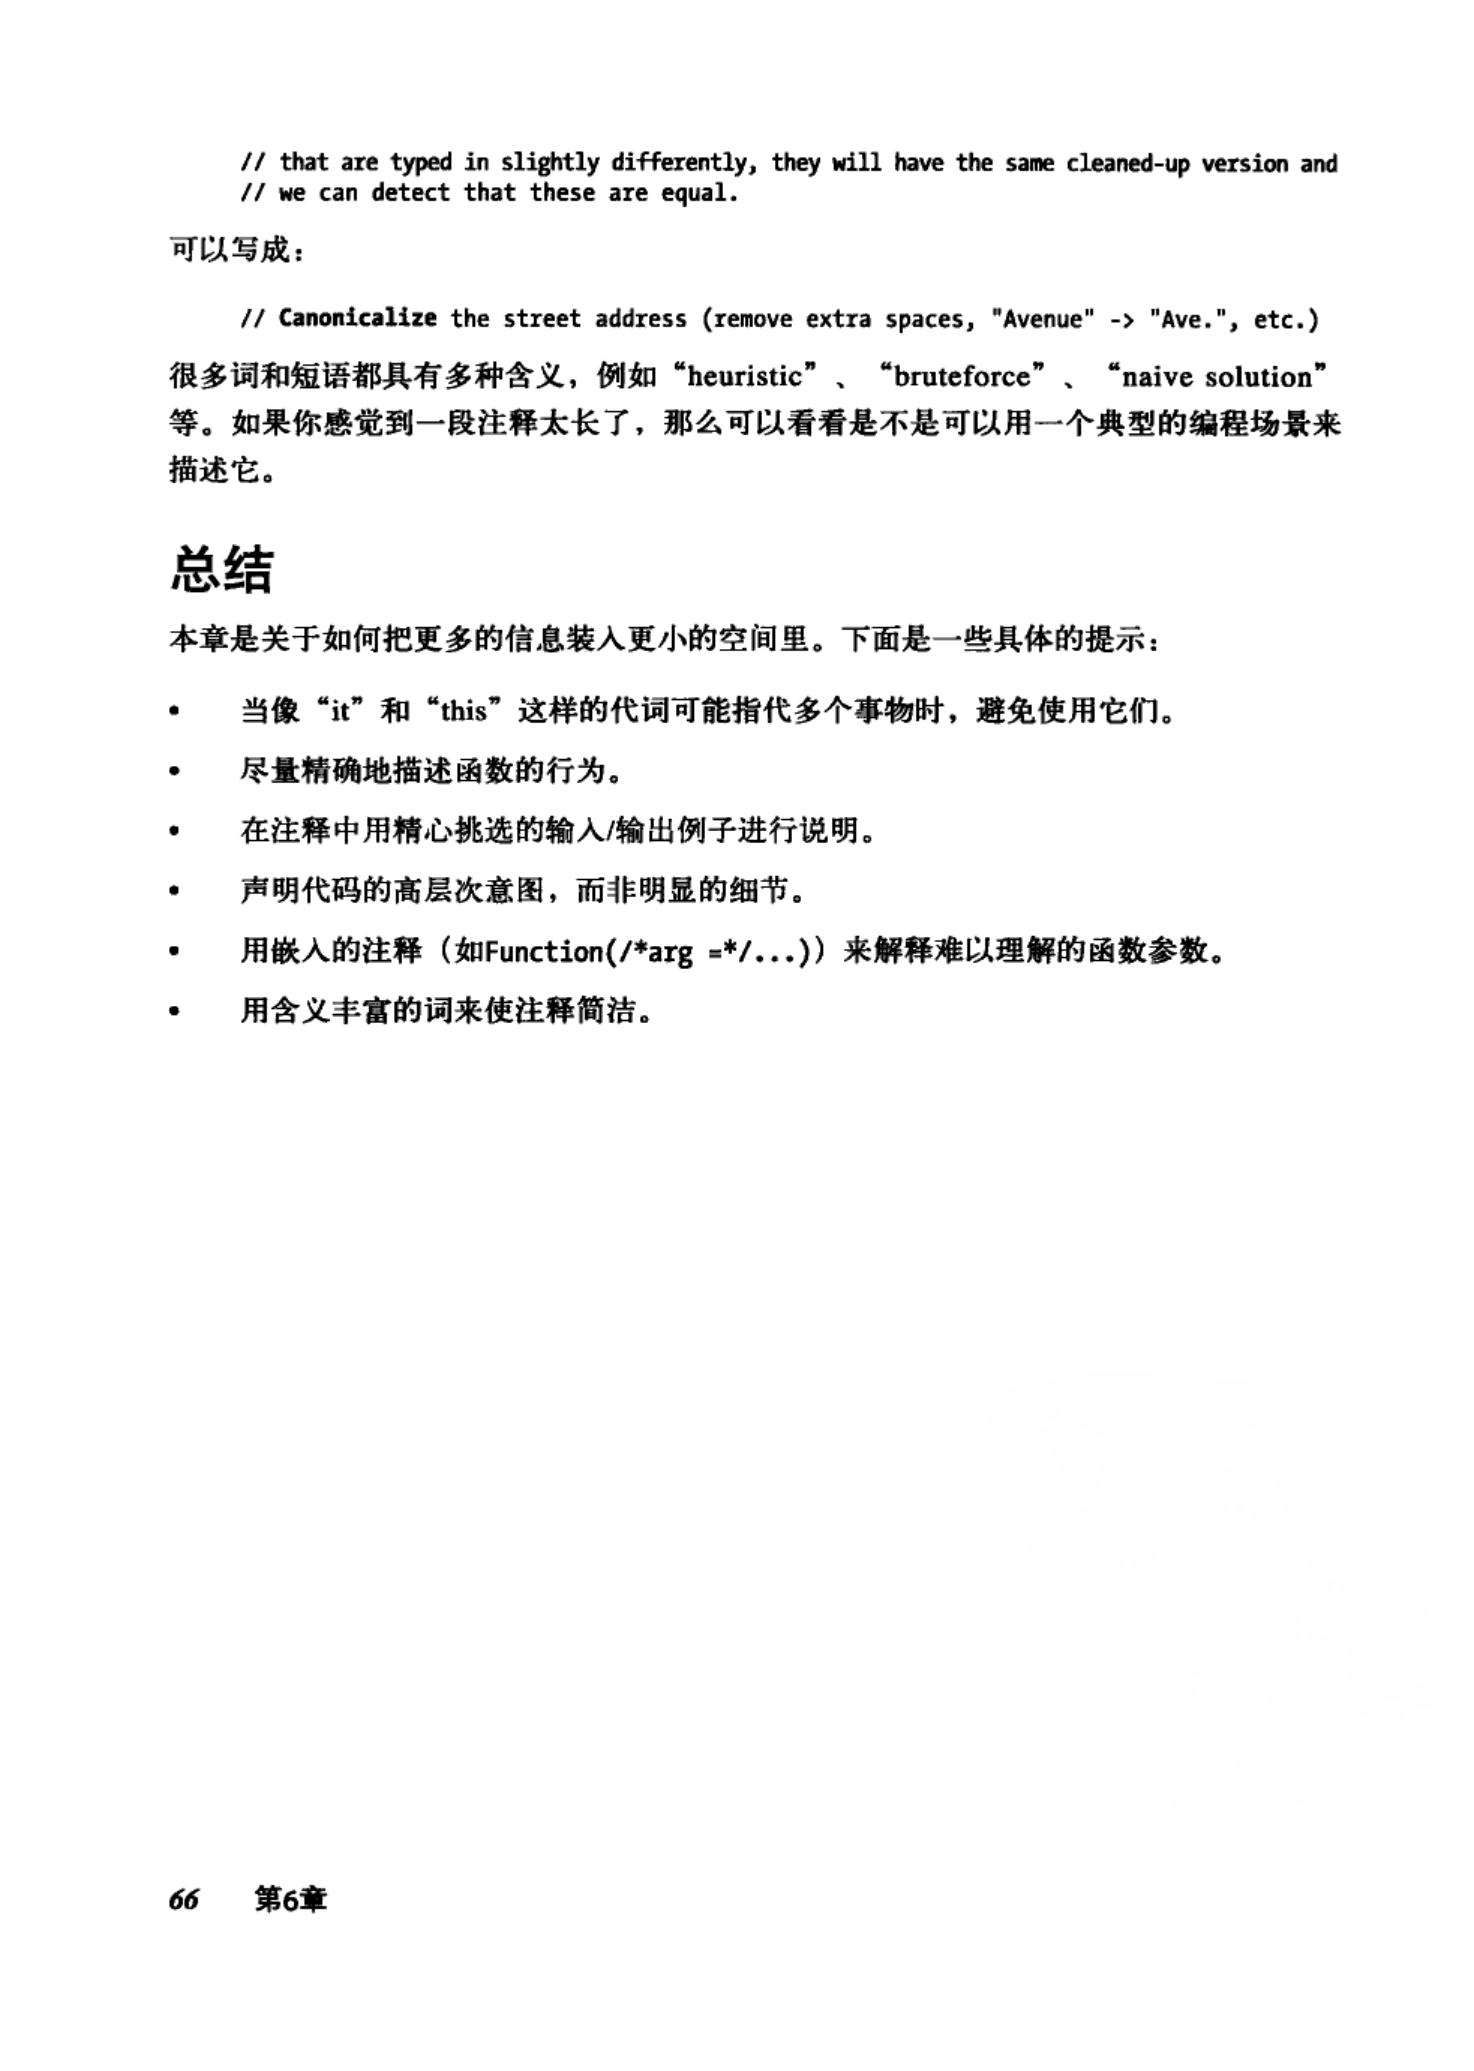 // that are typed in slightly differently, they will have the same cleaned-up version and
// we can detect that these are equal.
可以写成：
// Canonicalize the street address (remove extra spaces, "Avenue" -> "Ave.", etc.)
很多词和短语都具有多种含义，例如“heuristic”、“bruteforce”、“naive solution”
等。如果你感觉到一段注释太长了，那么可以看看是不是可以用一个典型的编程场景来
描述它。
总结
本章是关于如何把更多的信息装入更小的空间里。下面是一些具体的提示：
• 当像“it”和“this”这样的代词可能指代多个事物时，避免使用它们。
• 尽量精确地描述函数的行为。
• 在注释中用精心挑选的输入/输出例子进行说明。
• 声明代码的高层次意图，而非明显的细节。
• 用嵌入的注释（如Function(/*arg =*/...)）来解释难以理解的函数参数。
• 用含义丰富的词来使注释简洁。
66 第6章